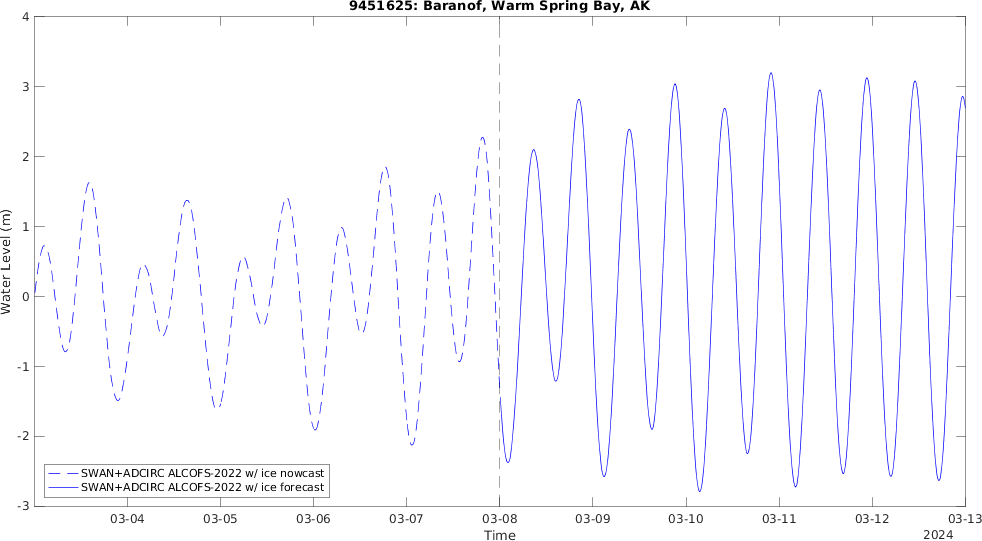 9451625: Baranof, Warm Spring Bay, AK
4
3
2
1
0
-1
-2
-3
Water Level (m)
SWAN+ADCIRC ALCOFS-2022 w/ ice nowcast
SWAN+ADCIRC ALCOFS-2022 w/ ice forecast
03-04 03-05 03-06 03-07 03-08 03-09 03-10 03-11 03-12 03-13
Time
2024